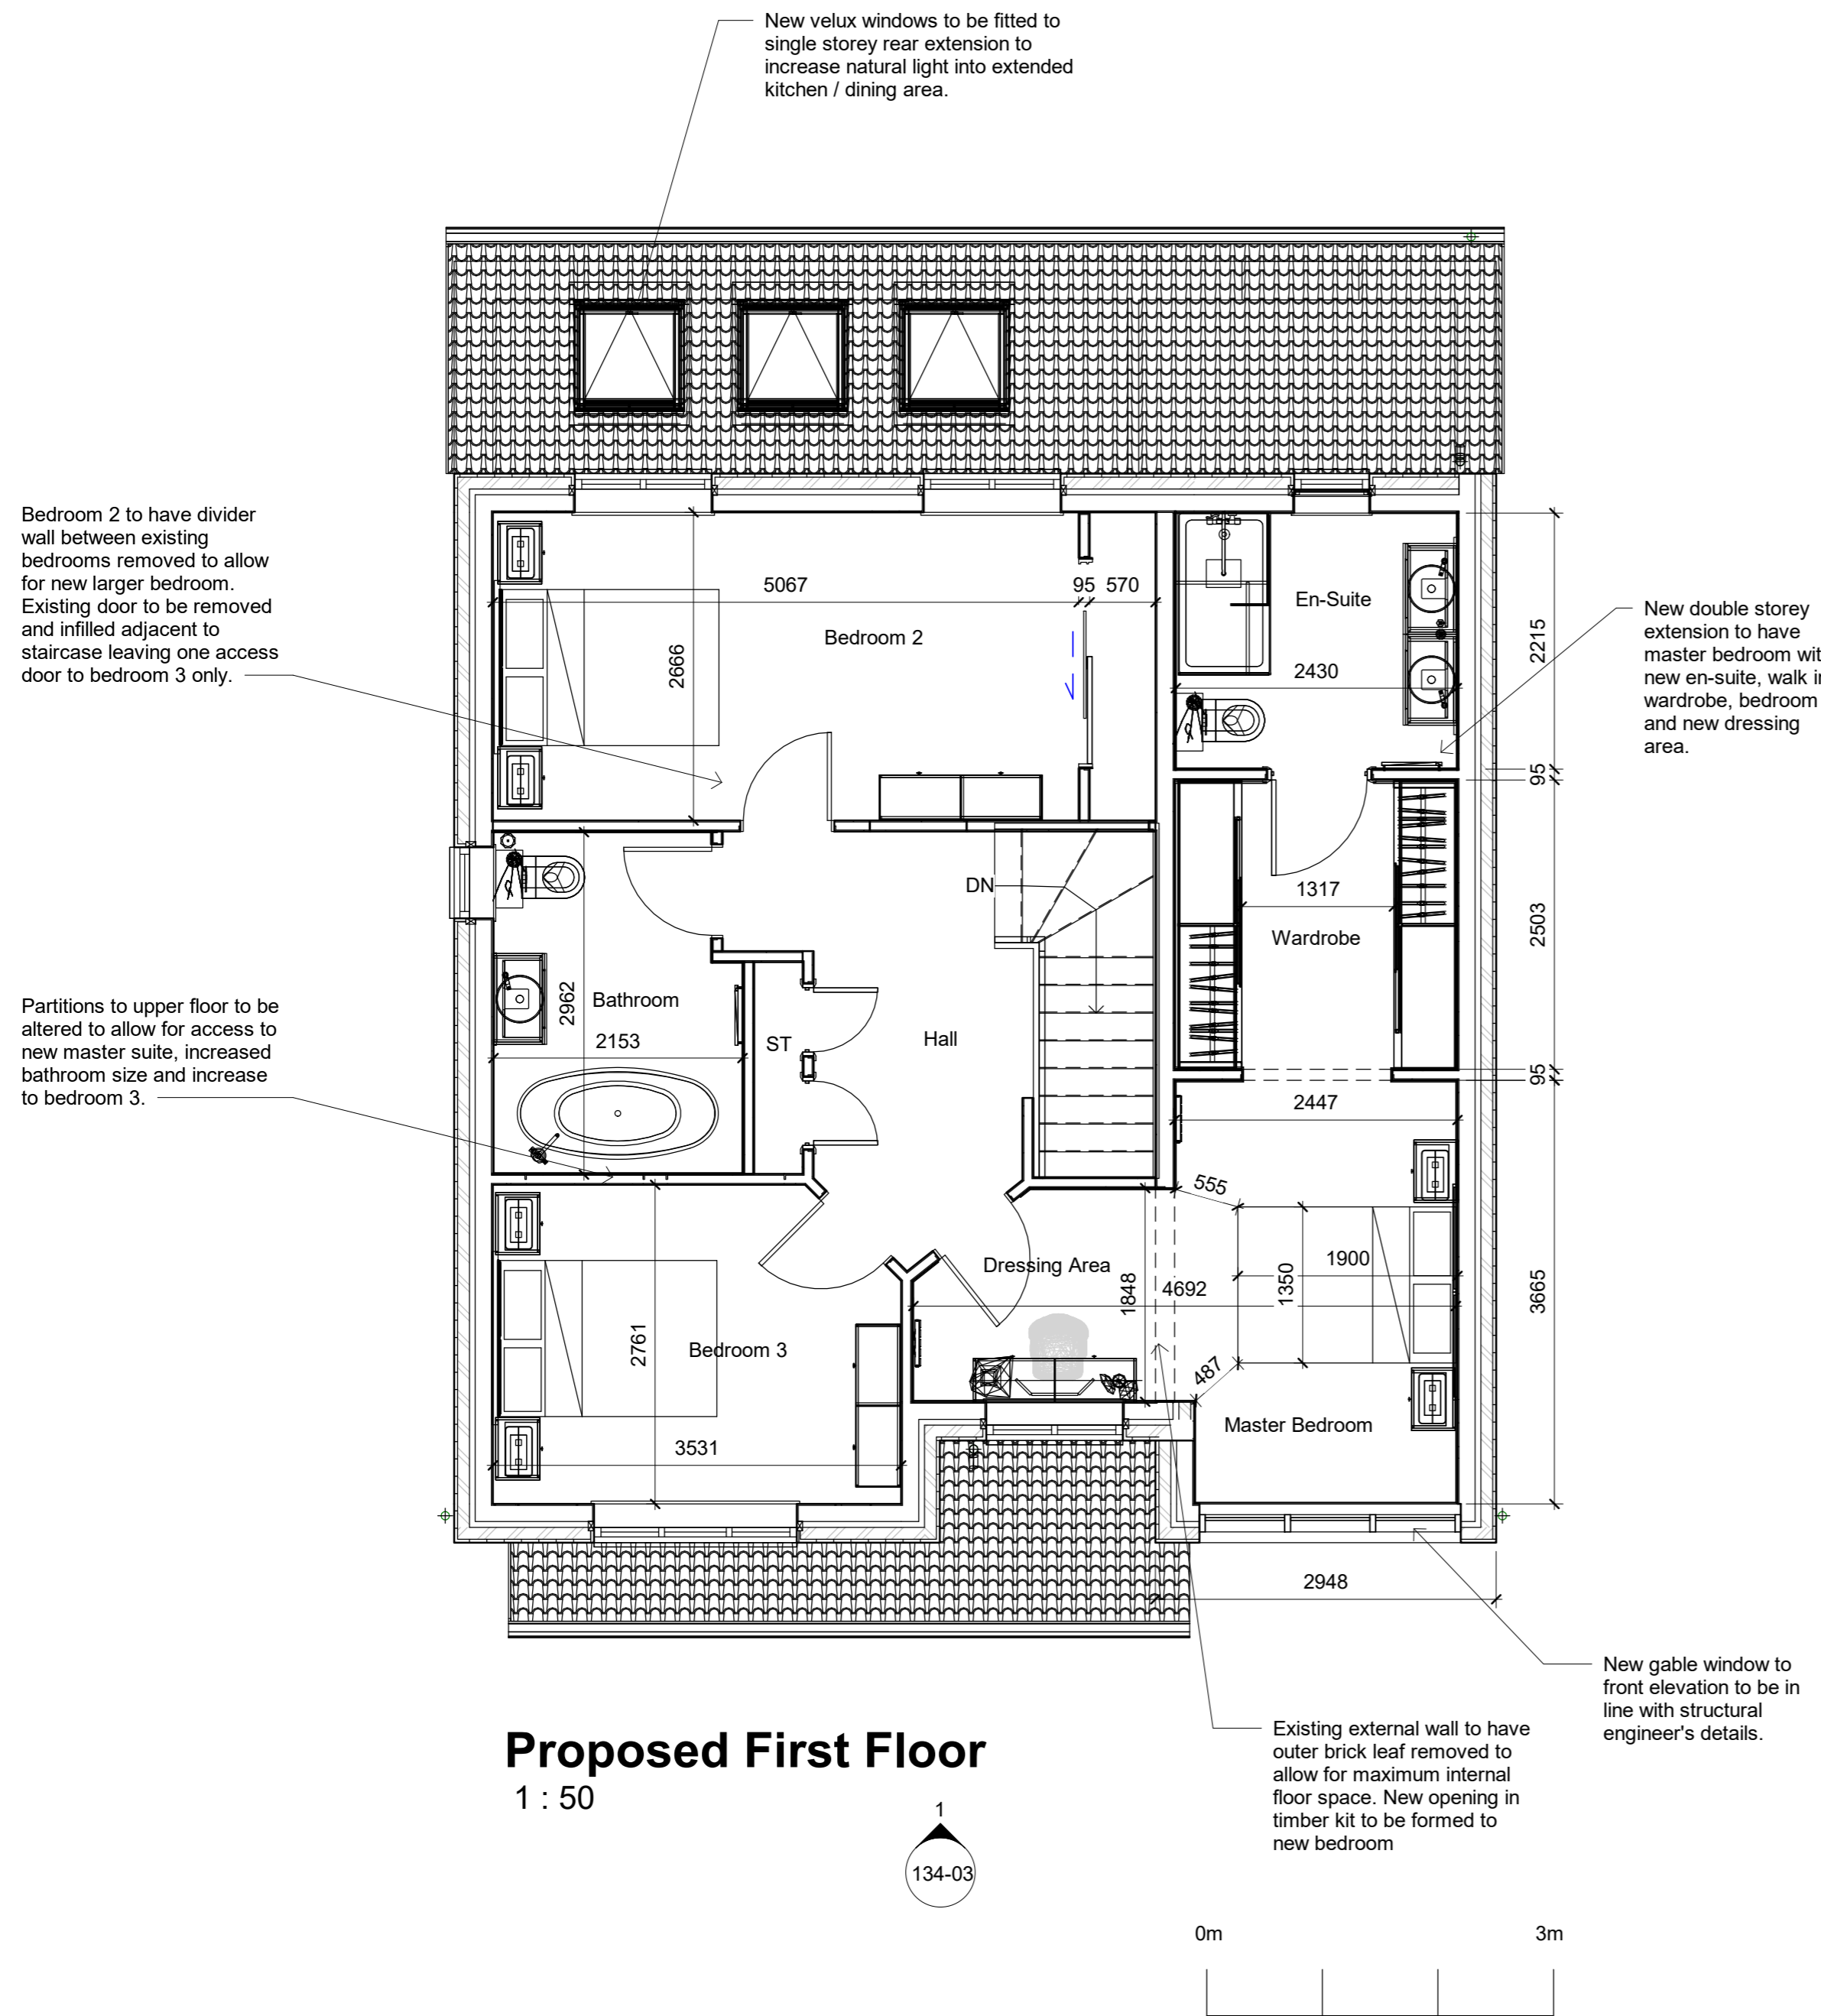 New velux windows to be fitted to
single storey rear extension to
increase natural light into extended
kitchen / dining area.
Bedroom 2 to have divider
wall between existing
bedrooms removed to allow
for new larger bedroom.
Existing door to be removed
and infilled adjacent to
staircase leaving one access
door to bedroom 3 only.
Partitions to upper floor to be
altered to allow for access to
new master suite, increased
bathroom size and increase
to bedroom 3.
5067
95
570
Bedroom 2
2666
En-Suite
2430
2215
New double storey
extension to have
master bedroom wit
new en-suite, walk i
wardrobe, bedroom
and new dressing
area.
95
DN
1317
Wardrobe
2503
2962
Bathroom
2153
ST
Hall
95
2447
555
Dressing Area
1848
4692
1350
1900
3665
2761
Bedroom 3
487
3531
Master Bedroom
2948
New gable window to
front elevation to be in
line with structural
engineer's details.
Existing external wall to have
outer brick leaf removed to
allow for maximum internal
floor space. New opening in
timber kit to be formed to
new bedroom
Proposed First Floor
1 : 50
1
134-03
0m
3m